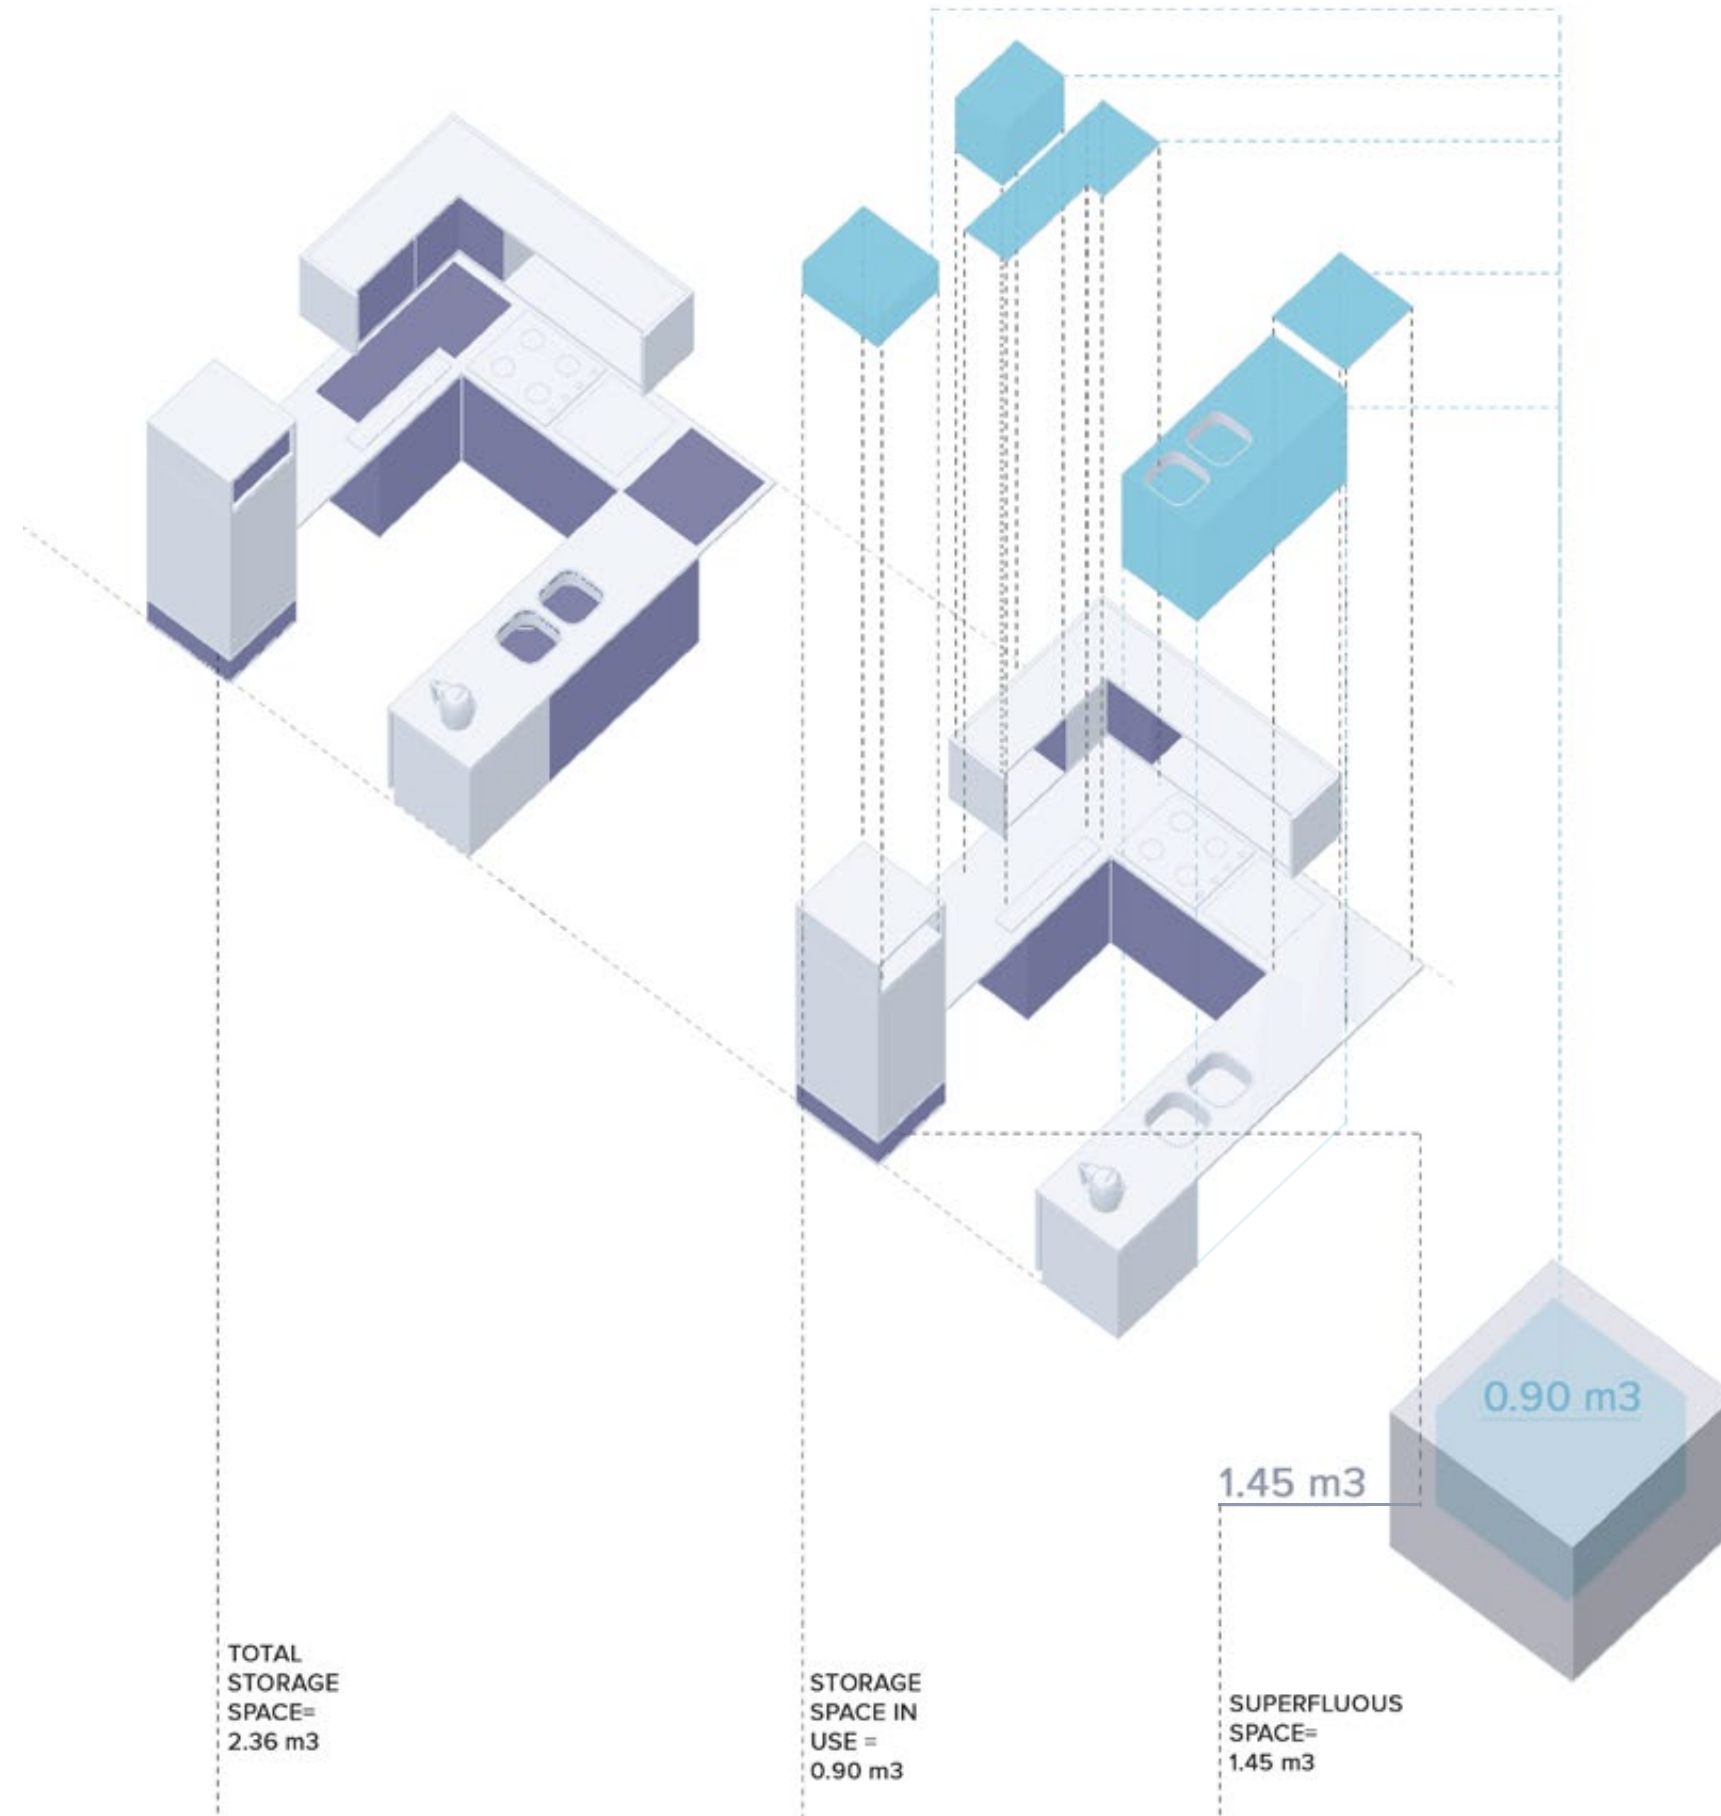 0.90 m3
1.45 m3
TOTAL
STORAGE
SPACE=
2.36 m3
STORAGE
SPACE IN
USE =
0.90 m3
SUPERFLUOUS
SPACE=
1.45 m3